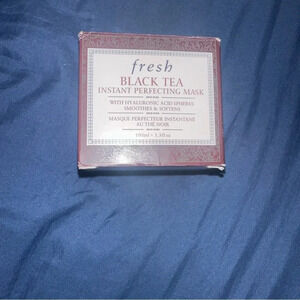 fresh
BLACK TEA
INSTANT PERFECTING MASK
WITH HYALURONIC ACID SPHERES
SMOOTHES & SOFTENS
MASQUE PERFECTEUR INSTANTANÉ
AU THÉ NOIR
100ml • 3.3fl oz